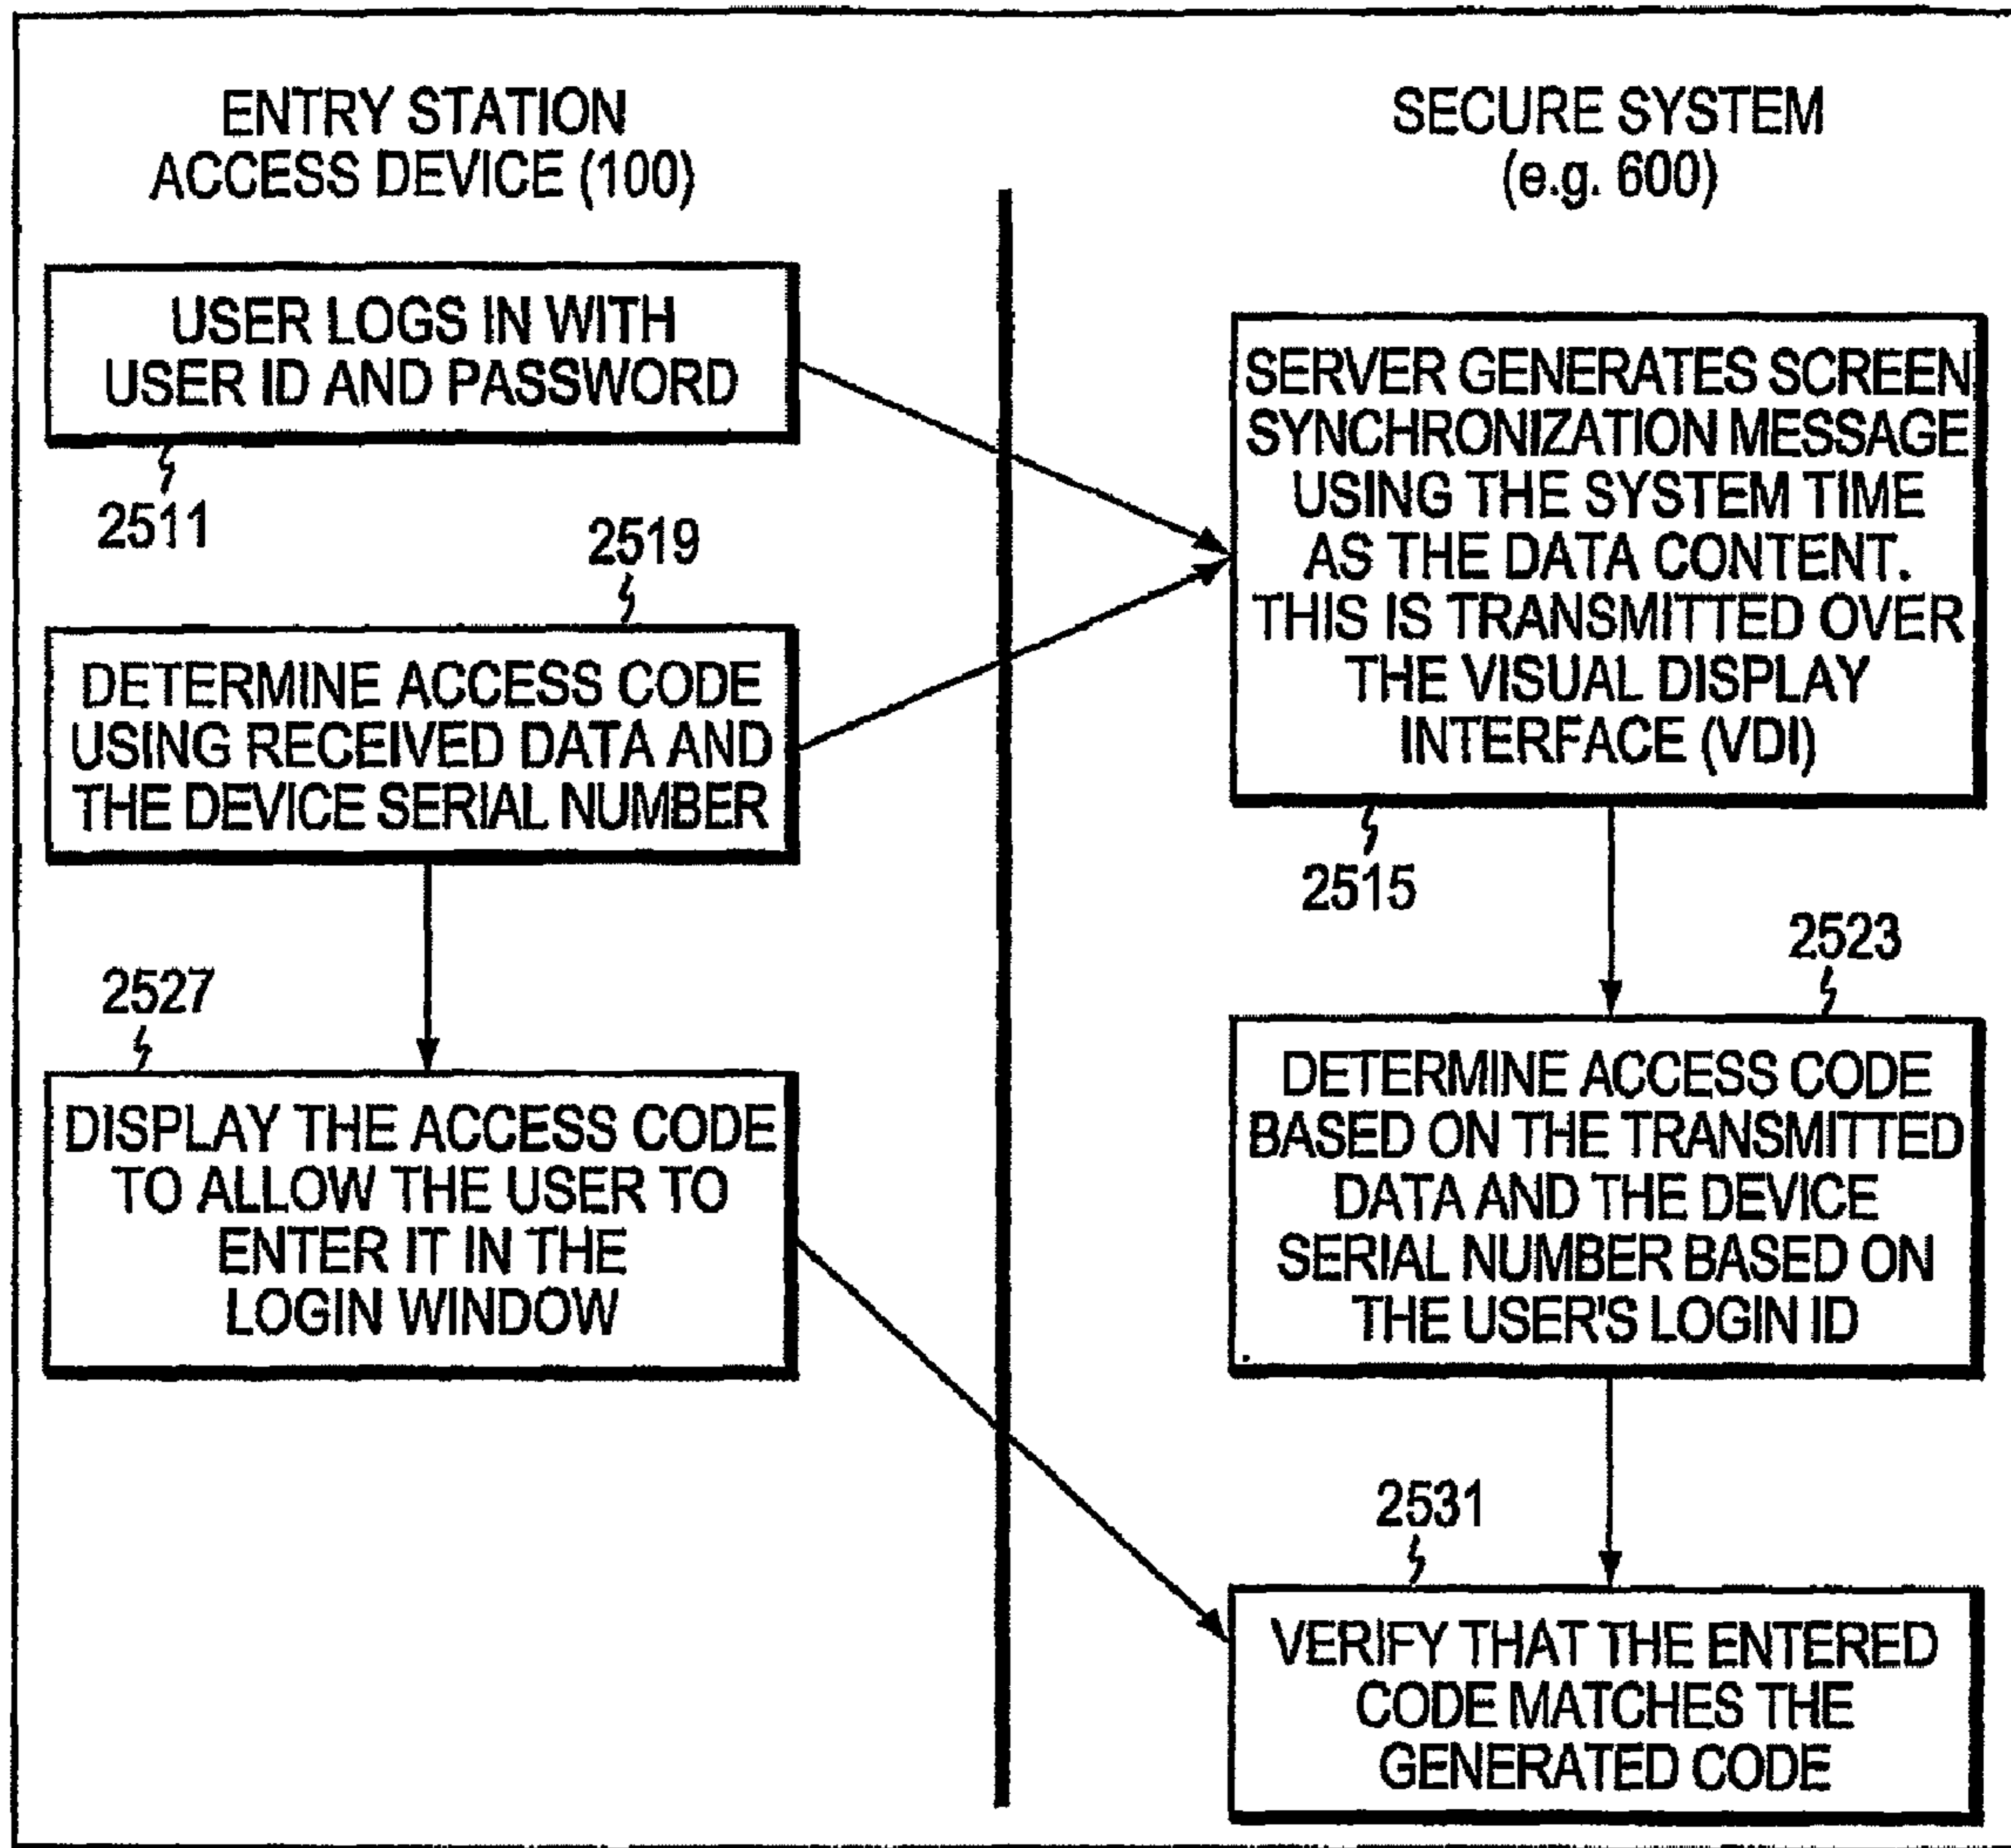 ENTRY STATION
ACCESS DEVICE (100)
SECURE SYSTEM
(e.g. 600)
USER LOGS IN WITH
USER ID AND PASSWORD
2511
SERVER GENERATES SCREEN
SYNCHRONIZATION MESSAGE
USING THE SYSTEM TIME
AS THE DATA CONTENT.
THIS IS TRANSMITTED OVER
THE VISUAL DISPLAY
INTERFACE (VDI)
2515
2519
DETERMINE ACCESS CODE
USING RECEIVED DATA AND
THE DEVICE SERIAL NUMBER
2523
DETERMINE ACCESS CODE
BASED ON THE TRANSMITTED
DATA AND THE DEVICE
SERIAL NUMBER BASED ON
THE USER'S LOGIN ID
2527
DISPLAY THE ACCESS CODE
TO ALLOW THE USER TO
ENTER IT IN THE
LOGIN WINDOW
2531
VERIFY THAT THE ENTERED
CODE MATCHES THE
GENERATED CODE